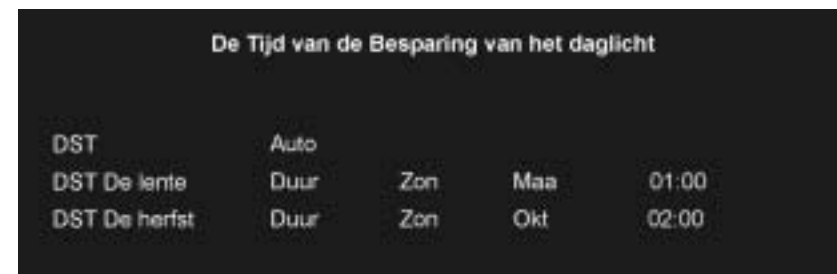 De Tijd van de Besparing van het daglicht
DST Auto
DST De lente Duur Zon Maa 01:00
DST De herfst Duur Zon Okt 02:00